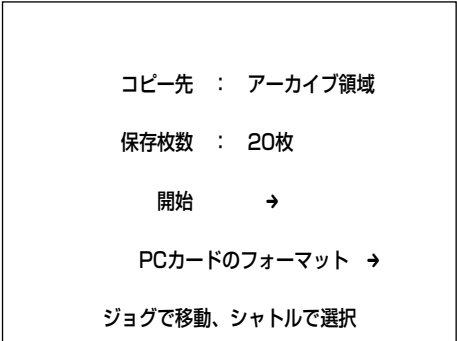 コピー先 : アーカイブ領域
保存枚数 : 20枚
開始 →
PCカードのフォーマット →
ジョグで移動、シャトルで選択